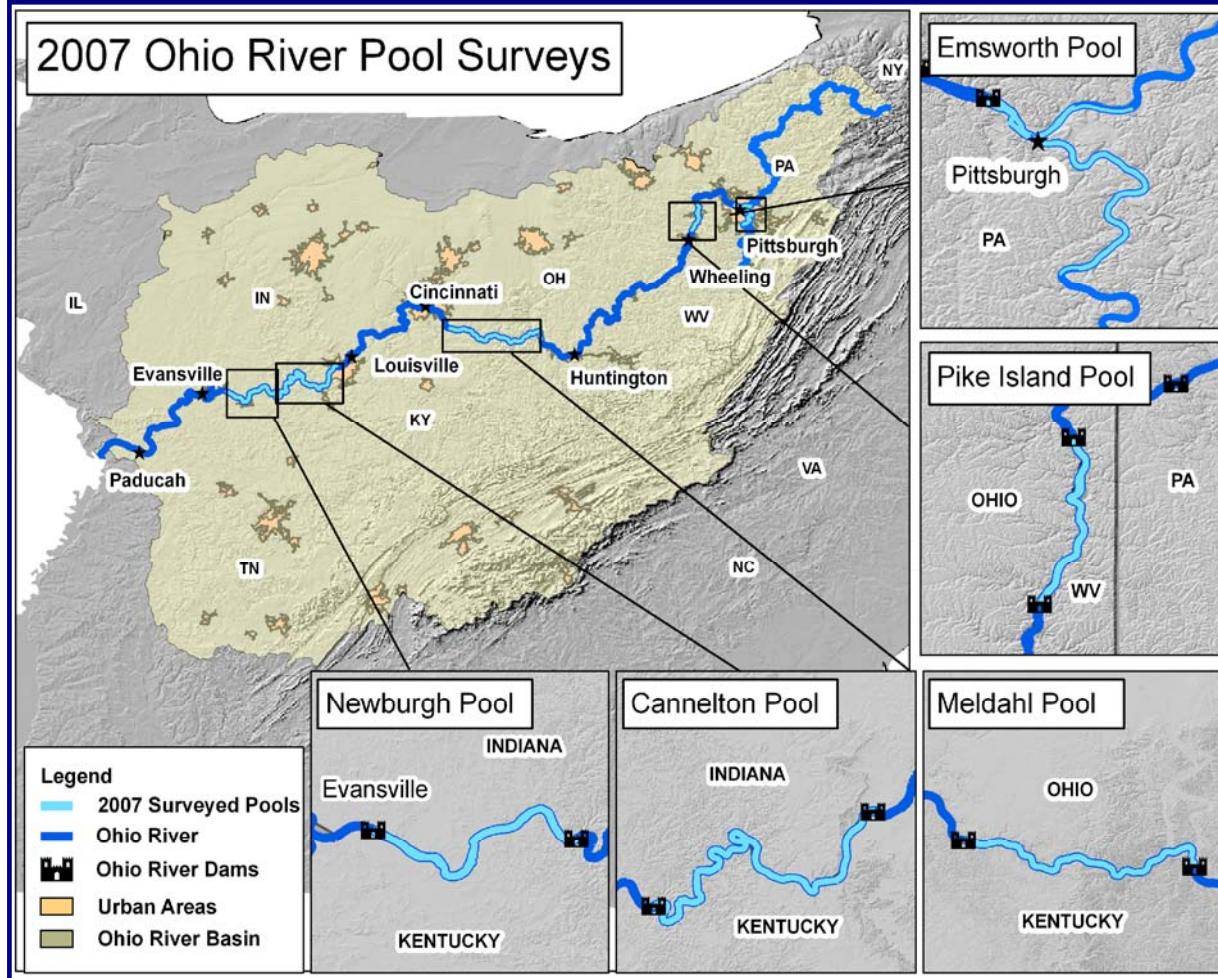 2007 Ohio River Pool Surveys
NY
PA
Pittsburgh
Wheeling
OH
WV
Cincinnati
IN
IL
Louisville
Huntington
Evansville
KY
Paducah
VA
TN
NC
Emsworth Pool
Pittsburgh
PA
Pike Island Pool
OHIO
PA
WV
Newburgh Pool
INDIANA
Evansville
KENTUCKY
Cannelton Pool
INDIANA
KENTUCKY
Meldahl Pool
OHIO
KENTUCKY
Legend
2007 Surveyed Pools
Ohio River
Ohio River Dams
Urban Areas
Ohio River Basin